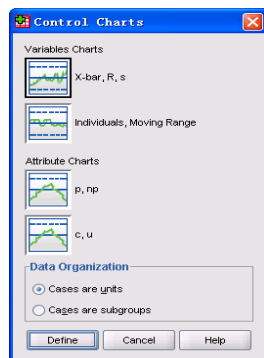 Control Charts
Variables Charts
X-bar, R, s
Individuals, Moving Range
Attribute Charts
p, np
c, u
Data Organization
Cases are units
Cases are subgroups
Define Cancel Help